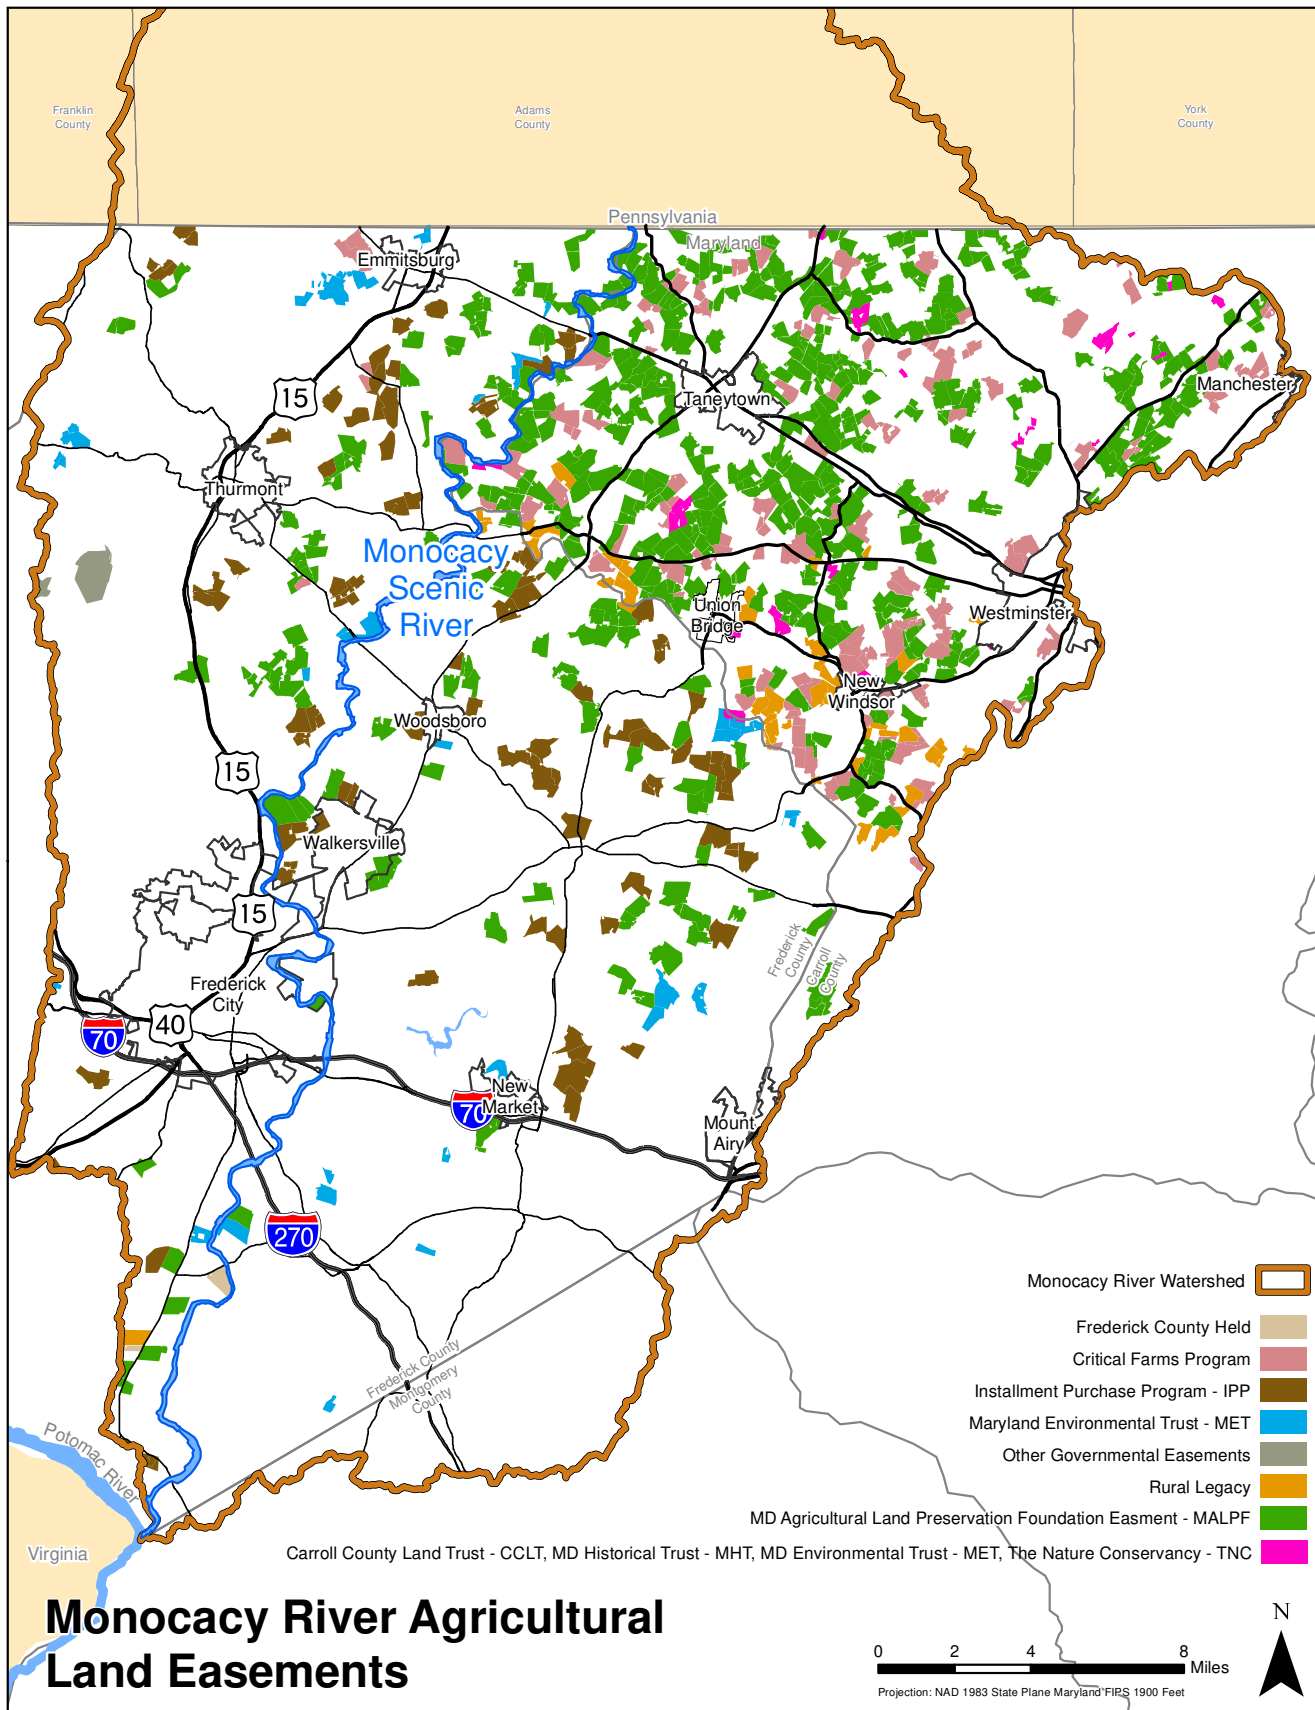 Franklin
County
Adams
County
York
County
Pennsylvania
Maryland
Emmitsburg
15
Taneytown
Manchester
Thurmont
Monocacy
Scenic
River
Union
Bridge
Westminster
New
Windsor
Woodsboro
15
Walkersville
15
Frederick
County
Carroll
County
Frederick
City
40
70
New
Market
70
Mount
Airy
270
Frederick County
Montgomery
County
Potomac River
Virginia
Monocacy River Watershed
Frederick County Held
Critical Farms Program
Installment Purchase Program - IPP
Maryland Environmental Trust - MET
Other Governmental Easements
Rural Legacy
MD Agricultural Land Preservation Foundation Easment - MALPF
Carroll County Land Trust - CCLT, MD Historical Trust - MHT, MD Environmental Trust - MET, The Nature Conservancy - TNC
Monocacy River Agricultural
Land Easements
N
0 2 4 8
Miles
Projection: NAD 1983 State Plane Maryland FIPS 1900 Feet